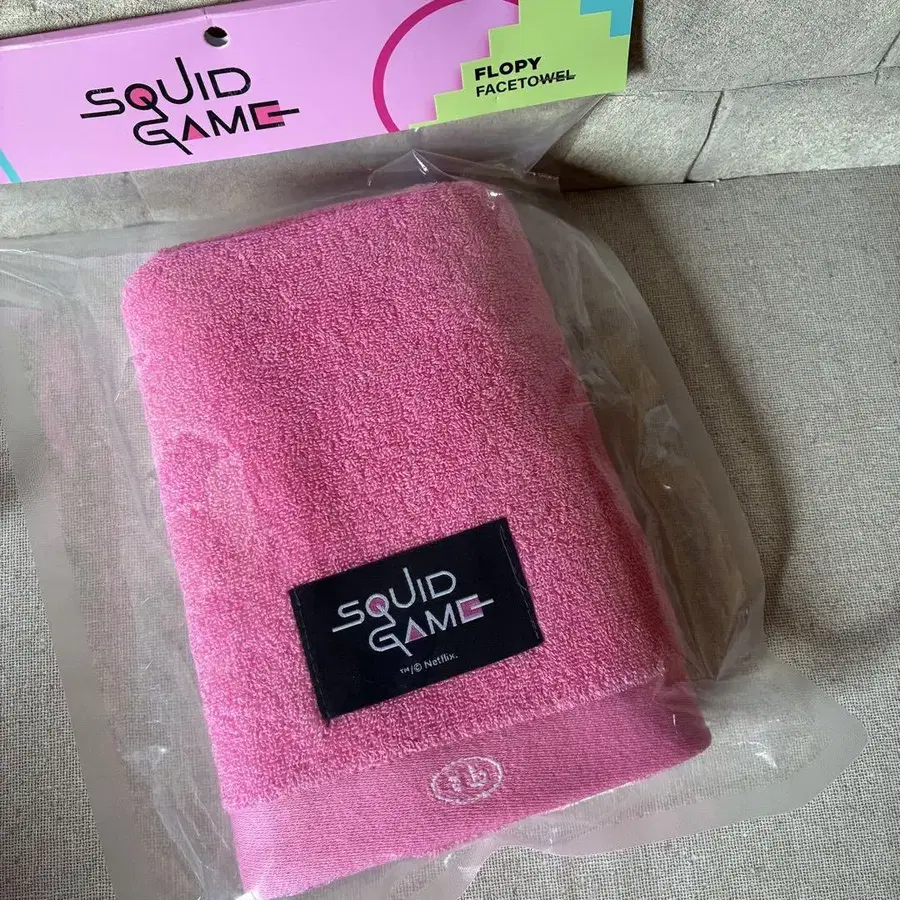 SQUID
GAME
FLOPY
FACETOWEL
SQUID
GAME
™/© Netflix.